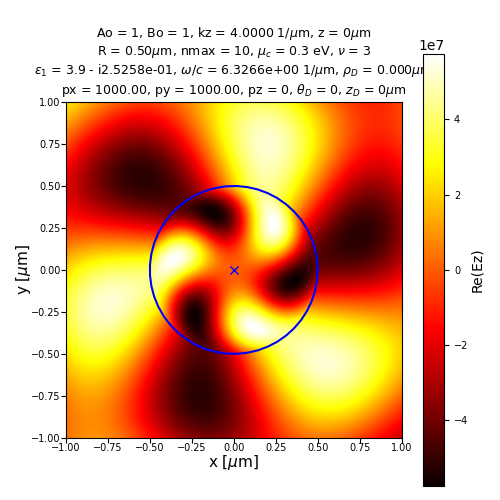 Ao = 1, Bo = 1, kz = 4.0000 1/μm, z = 0μm
R = 0.50μm, nmax = 10, μc = 0.3 eV, ν = 3
ε1 = 3.9 - i2.5258e-01, ω/c = 6.3266e+00 1/μm, ρD = 0.000μm
px = 1000.00, py = 1000.00, pz = 0, θD = 0, zD = 0μm
1e7
1.00
0.75
0.50
0.25
0.00
−0.25
−0.50
−0.75
−1.00
y [μm]
−1.00 −0.75 −0.50 −0.25 0.00 0.25 0.50 0.75 1.00
x [μm]
4
2
0
−2
−4
Re(Ez)